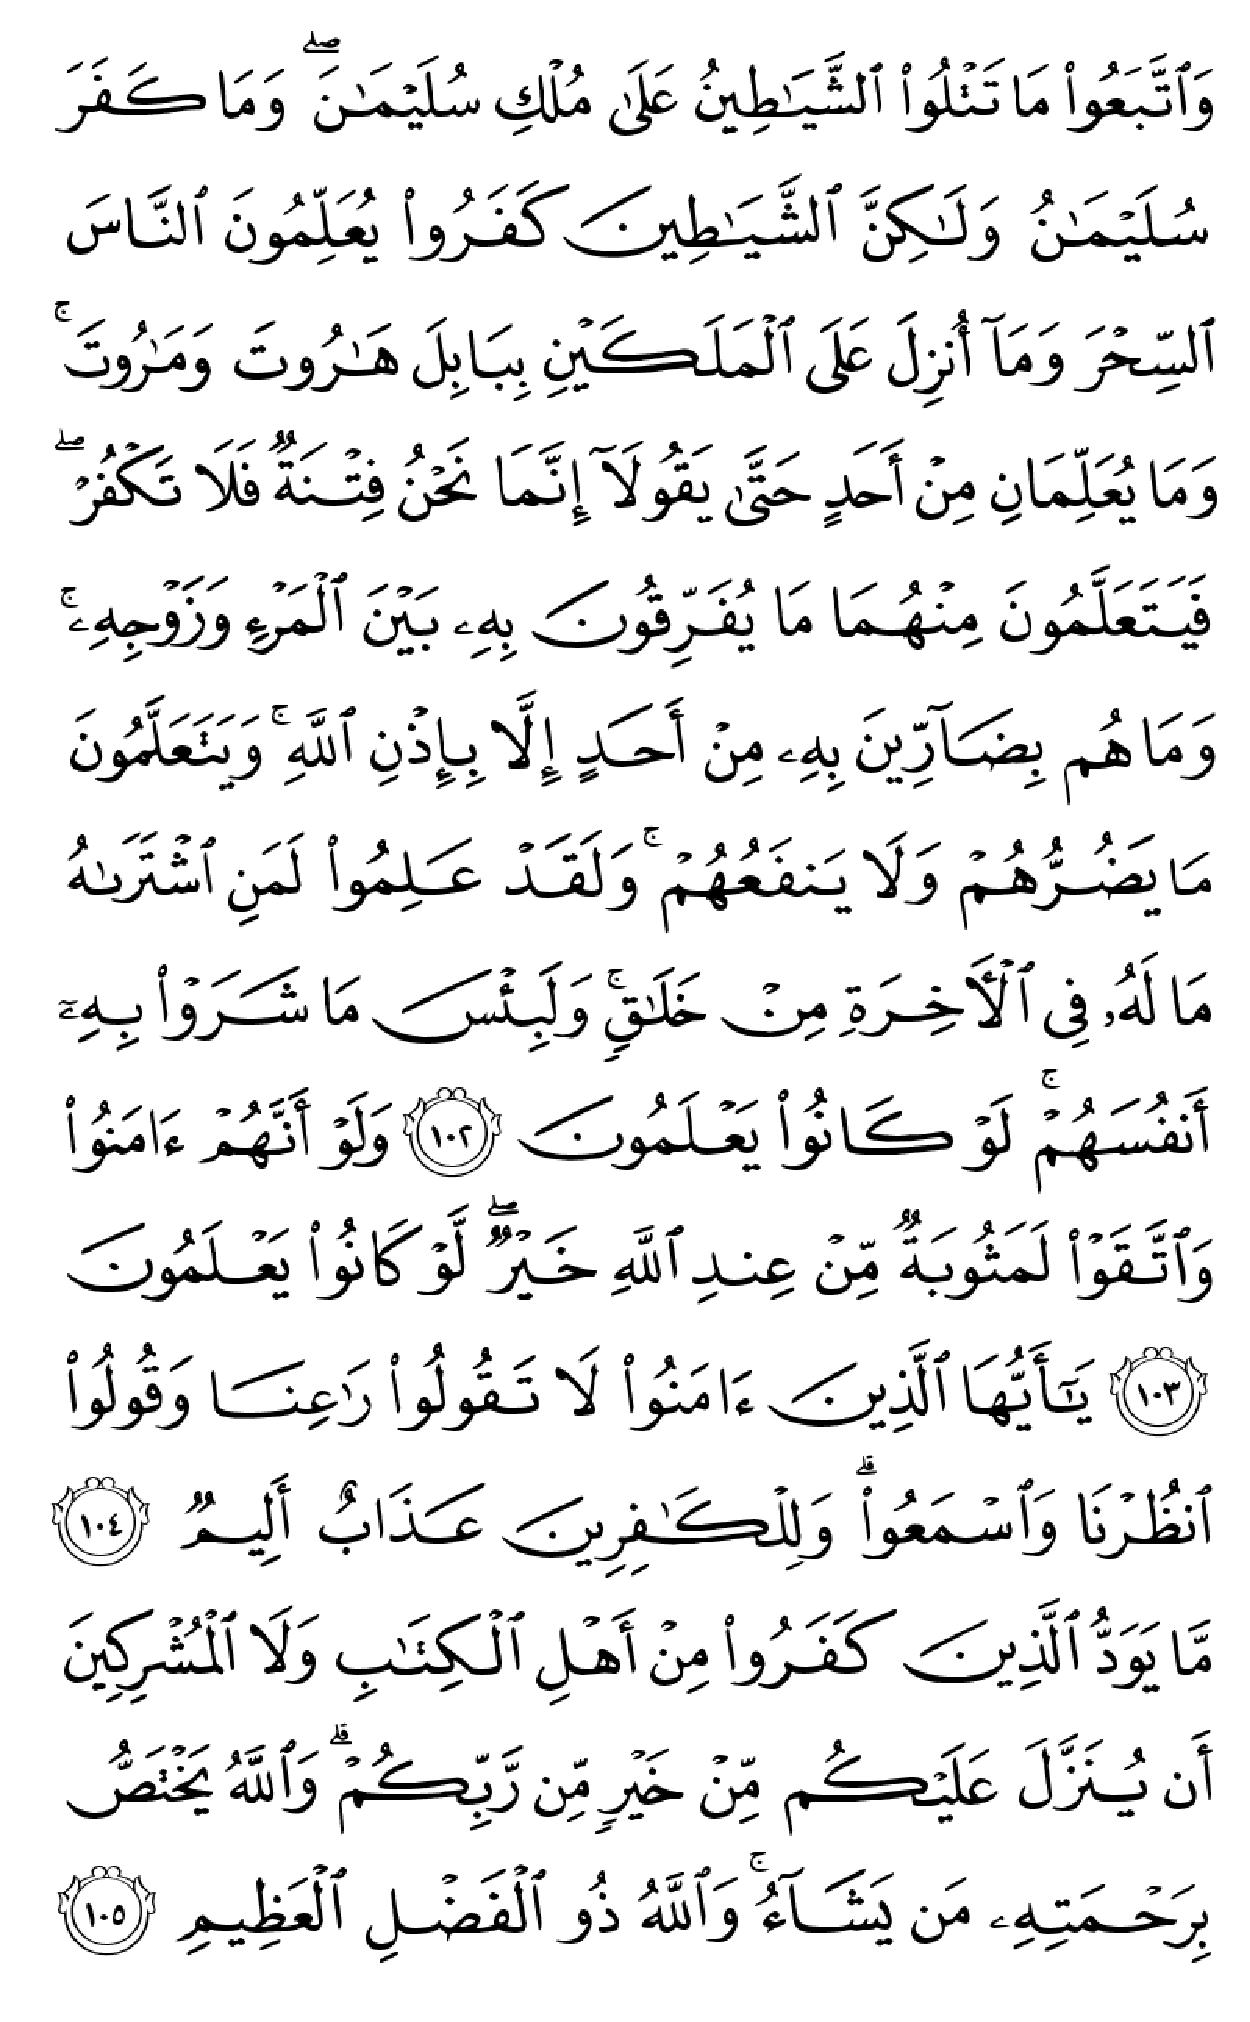 وَٱتَّبَعُوا۟ مَا تَتْلُوا۟ ٱلشَّيَـٰطِينُ عَلَىٰ مُلْكِ سُلَيْمَـٰنَ ۖ وَمَا كَفَرَ
سُلَيْمَـٰنُ وَلَـٰكِنَّ ٱلشَّيَـٰطِينَ كَفَرُوا۟ يُعَلِّمُونَ ٱلنَّاسَ
ٱلسِّحْرَ وَمَآ أُنزِلَ عَلَى ٱلْمَلَكَيْنِ بِبَابِلَ هَـٰرُوتَ وَمَـٰرُوتَ ۚ
وَمَا يُعَلِّمَانِ مِنْ أَحَدٍ حَتَّىٰ يَقُولَآ إِنَّمَا نَحْنُ فِتْنَةٌ فَلَا تَكْفُرْ ۖ
فَيَتَعَلَّمُونَ مِنْهُمَا مَا يُفَرِّقُونَ بِهِۦ بَيْنَ ٱلْمَرْءِ وَزَوْجِهِۦ ۚ
وَمَا هُم بِضَآرِّينَ بِهِۦ مِنْ أَحَدٍ إِلَّا بِإِذْنِ ٱللَّهِ ۚ وَيَتَعَلَّمُونَ
مَا يَضُرُّهُمْ وَلَا يَنفَعُهُمْ ۚ وَلَقَدْ عَلِمُوا۟ لَمَنِ ٱشْتَرَىٰهُ
مَا لَهُۥ فِى ٱلْـَٔاخِرَةِ مِنْ خَلَـٰقٍ ۚ وَلَبِئْسَ مَا شَرَوْا۟ بِهِۦٓ
أَنفُسَهُمْ ۚ لَوْ كَانُوا۟ يَعْلَمُونَ ١٠٢ وَلَوْ أَنَّهُمْ ءَامَنُوا۟
وَٱتَّقَوْا۟ لَمَثُوبَةٌ مِّنْ عِندِ ٱللَّهِ خَيْرٌ ۖ لَّوْ كَانُوا۟ يَعْلَمُونَ
١٠٣ يَـٰٓأَيُّهَا ٱلَّذِينَ ءَامَنُوا۟ لَا تَقُولُوا۟ رَٰعِنَا وَقُولُوا۟
ٱنظُرْنَا وَٱسْمَعُوا۟ ۗ وَلِلْكَـٰفِرِينَ عَذَابٌ أَلِيمٌ ١٠٤
مَّا يَوَدُّ ٱلَّذِينَ كَفَرُوا۟ مِنْ أَهْلِ ٱلْكِتَـٰبِ وَلَا ٱلْمُشْرِكِينَ
أَن يُنَزَّلَ عَلَيْكُم مِّنْ خَيْرٍ مِّن رَّبِّكُمْ ۗ وَٱللَّهُ يَخْتَصُّ
بِرَحْمَتِهِۦ مَن يَشَآءُ ۚ وَٱللَّهُ ذُو ٱلْفَضْلِ ٱلْعَظِيمِ ١٠٥